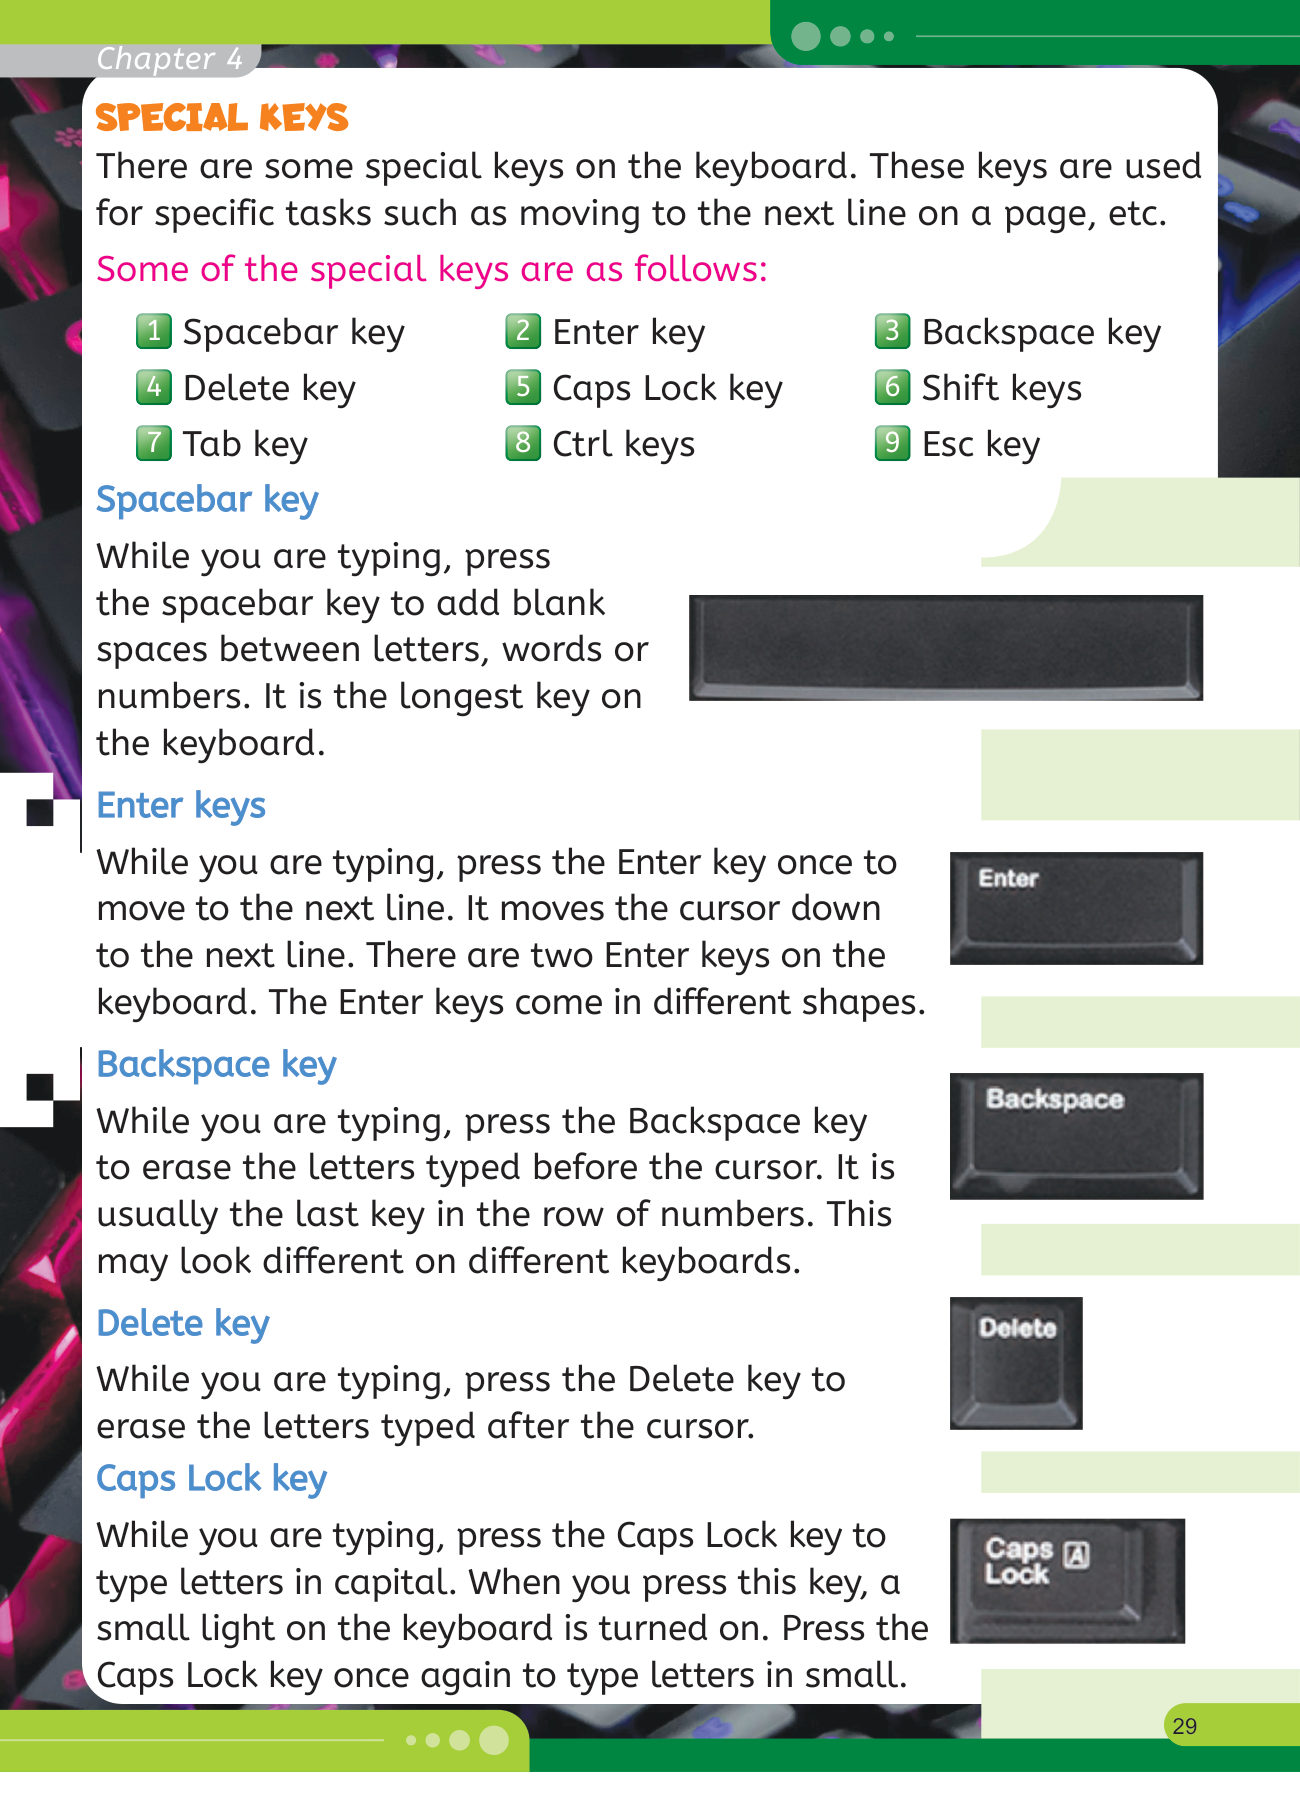 Chapter 4
SPECIAL KEYS
There are some special keys on the keyboard. These keys are used
for specific tasks such as moving to the next line on a page, etc.
Some of the special keys are as follows:
1 Spacebar key 2 Enter key 3 Backspace key
4 Delete key 5 Caps Lock key 6 Shift keys
7 Tab key 8 Ctrl keys 9 Esc key
Spacebar key
While you are typing, press
the spacebar key to add blank
spaces between letters, words or
numbers. It is the longest key on
the keyboard.
Enter keys
While you are typing, press the Enter key once to
move to the next line. It moves the cursor down
to the next line. There are two Enter keys on the
keyboard. The Enter keys come in different shapes.
Enter
Backspace key
While you are typing, press the Backspace key
to erase the letters typed before the cursor. It is
usually the last key in the row of numbers. This
may look different on different keyboards.
Backspace
Delete key
While you are typing, press the Delete key to
erase the letters typed after the cursor.
Delete
Caps Lock key
While you are typing, press the Caps Lock key to
type letters in capital. When you press this key, a
small light on the keyboard is turned on. Press the
Caps Lock key once again to type letters in small.
Caps A
Lock
29